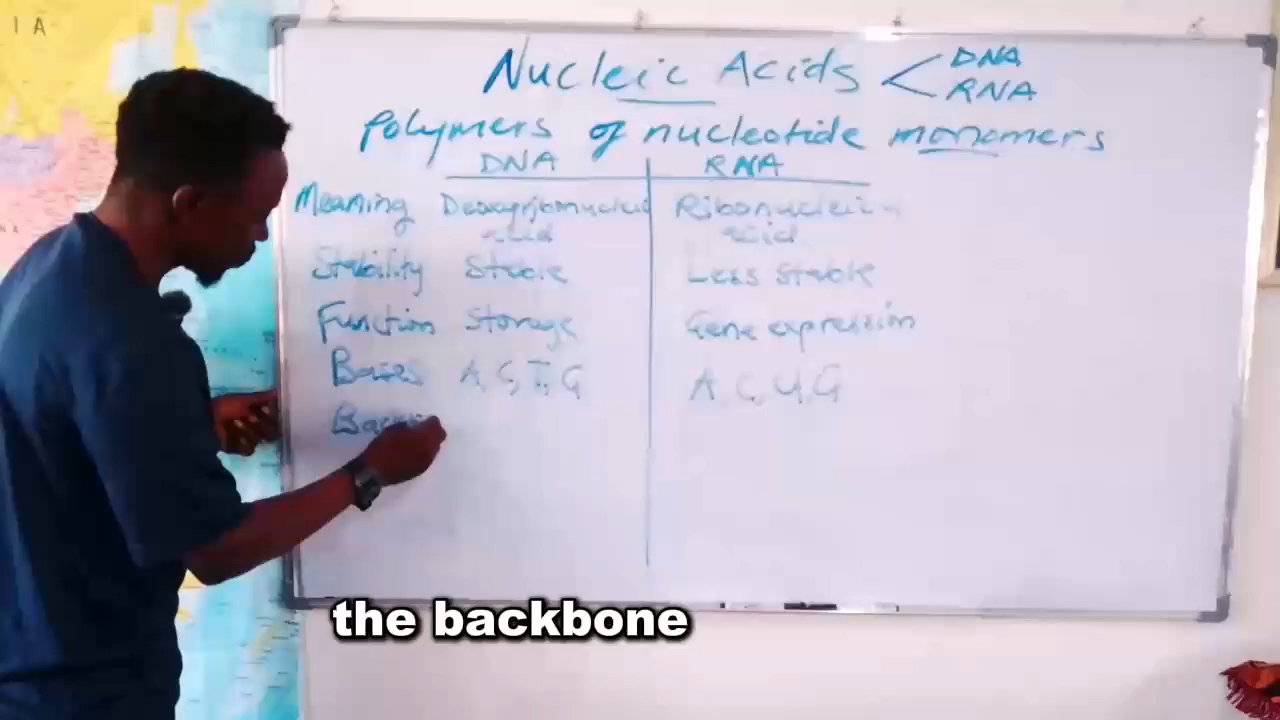 I A
Nucleic Acids < DNA
RNA
Polymers of nucleotide monomers
DNA RNA
Meaning Deoxyribonucleic Ribonucleic
acid acid
Stability Stable Less stable
Function Storage Gene expression
Bases A, C, T, G A, C, U, G
the backbone